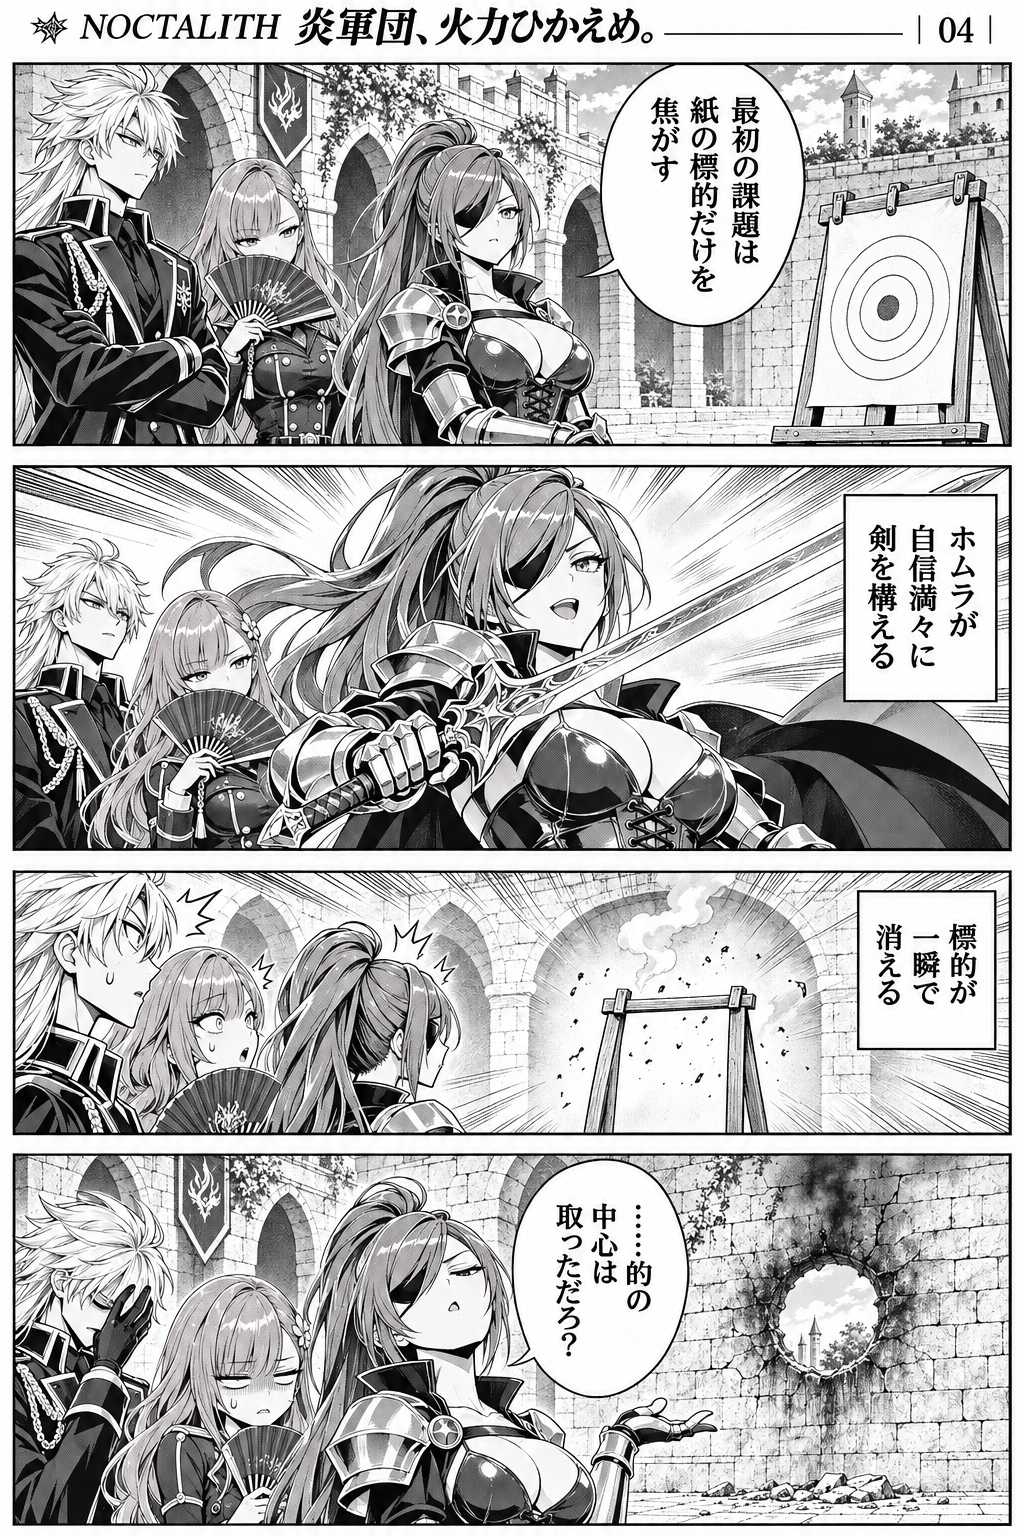 NOCTALITH 炎軍団、火力ひかえめ。 | 04 |
最初の課題は
紙の標的だけを
焦がす
ホムラが
自信満々に
剣を構える
標的が
一瞬で
消える
……的の
中心は
取っただろ？